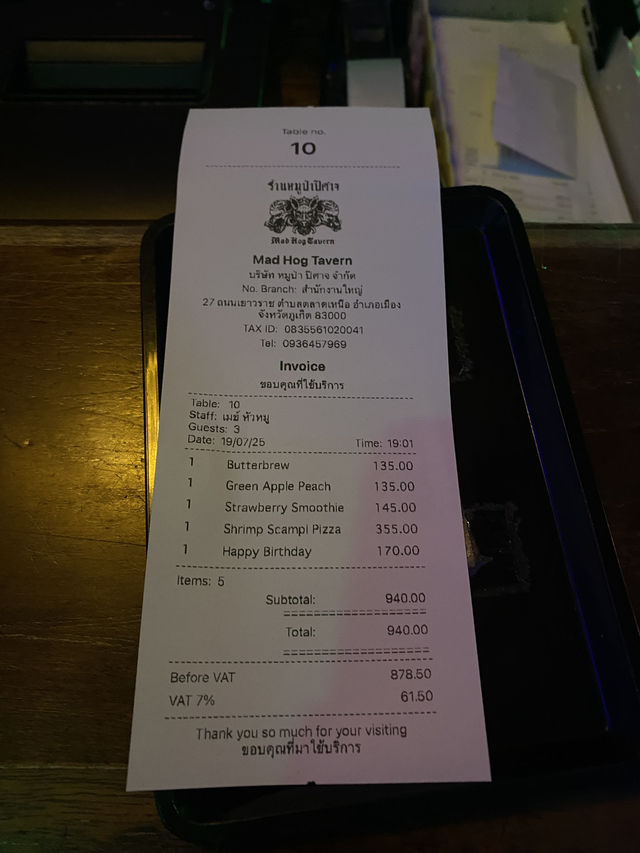 Table no.
10
ร้านหมูป่าปิศาจ
Mad Hog Tavern
Mad Hog Tavern
บริษัท หมูป่า ปิศาจ จำกัด
No. Branch: สำนักงานใหญ่
27 ถนนเยาวราช ตำบลตลาดเหนือ อำเภอเมือง
จังหวัดภูเก็ต 83000
TAX ID: 0835561020041
Tel: 0936457969
Invoice
ขอบคุณที่ใช้บริการ
Table: 10
Staff: เมย์ หัวหมู
Guests: 3
Date: 19/07/25 Time: 19:01
1 Butterbrew 135.00
1 Green Apple Peach 135.00
1 Strawberry Smoothie 145.00
1 Shrimp Scampi Pizza 355.00
1 Happy Birthday 170.00
Items: 5
Subtotal: 940.00
Total: 940.00
Before VAT 878.50
VAT 7% 61.50
Thank you so much for your visiting
ขอบคุณที่มาใช้บริการ